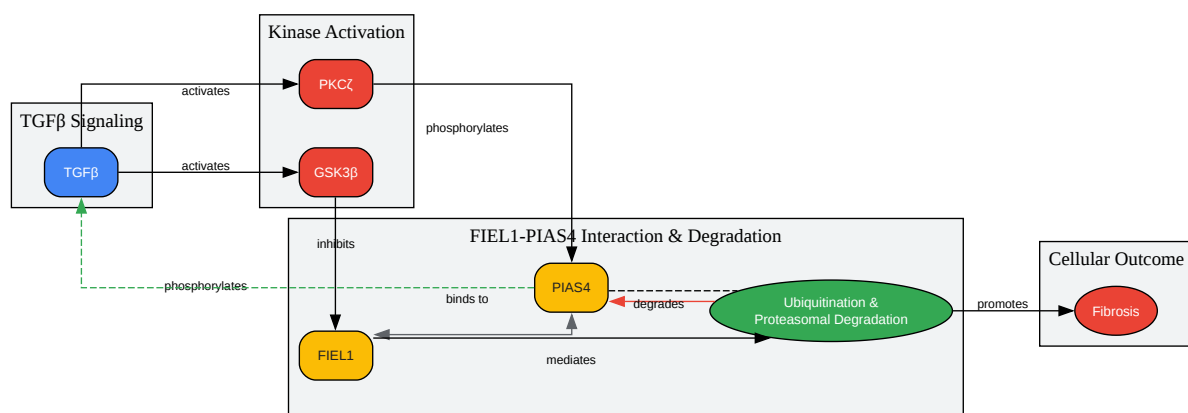 Kinase Activation
PKCζ
activates
phosphorylates
TGFβ Signaling
TGFβ
activates
GSK3β
inhibits
FIEL1-PIAS4 Interaction & Degradation
Cellular Outcome
phosphorylates
binds to
PIAS4
degrades
Ubiquitination &
Proteasomal Degradation
promotes
Fibrosis
FIEL1
mediates